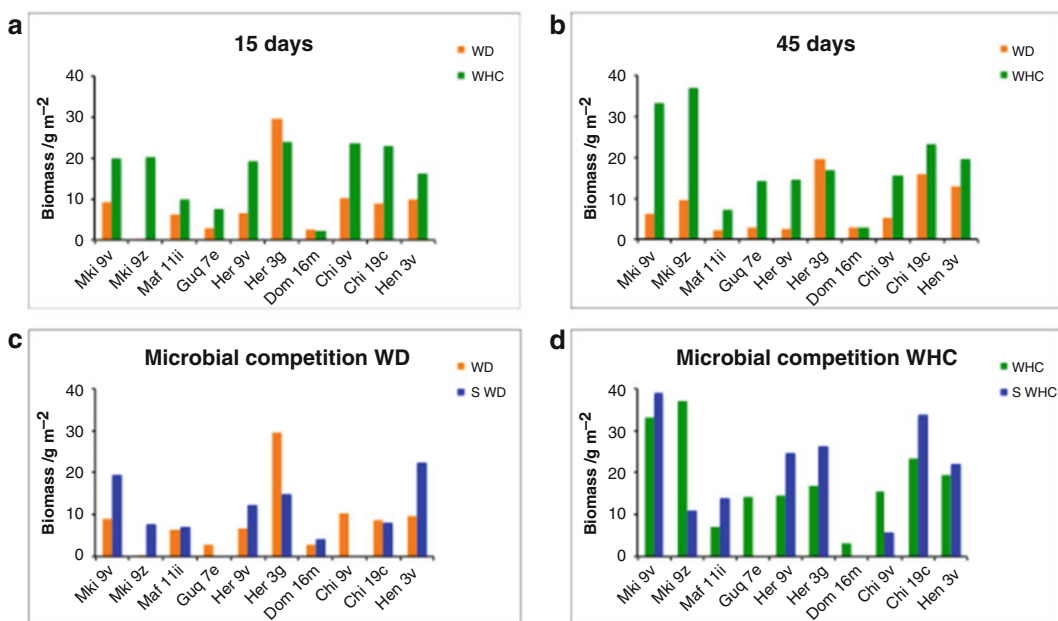 a
15 days
WD
WHC
Biomass /g m−2
40
30
20
10
0
Mki 9v
Mki 9z
Maf 11ii
Guq 7e
Her 9v
Her 3g
Dom 16m
Chi 9v
Chi 19c
Hen 3v
b
45 days
WD
WHC
Biomass /g m−2
40
30
20
10
0
Mki 9v
Mki 9z
Maf 11ii
Guq 7e
Her 9v
Her 3g
Dom 16m
Chi 9v
Chi 19c
Hen 3v
c
Microbial competition WD
WD
S WD
Biomass /g m−2
40
30
20
10
0
Mki 9v
Mki 9z
Maf 11ii
Guq 7e
Her 9v
Her 3g
Dom 16m
Chi 9v
Chi 19c
Hen 3v
d
Microbial competition WHC
WHC
S WHC
Biomass /g m−2
40
30
20
10
0
Mki 9v
Mki 9z
Maf 11ii
Guq 7e
Her 9v
Her 3g
Dom 16m
Chi 9v
Chi 19c
Hen 3v